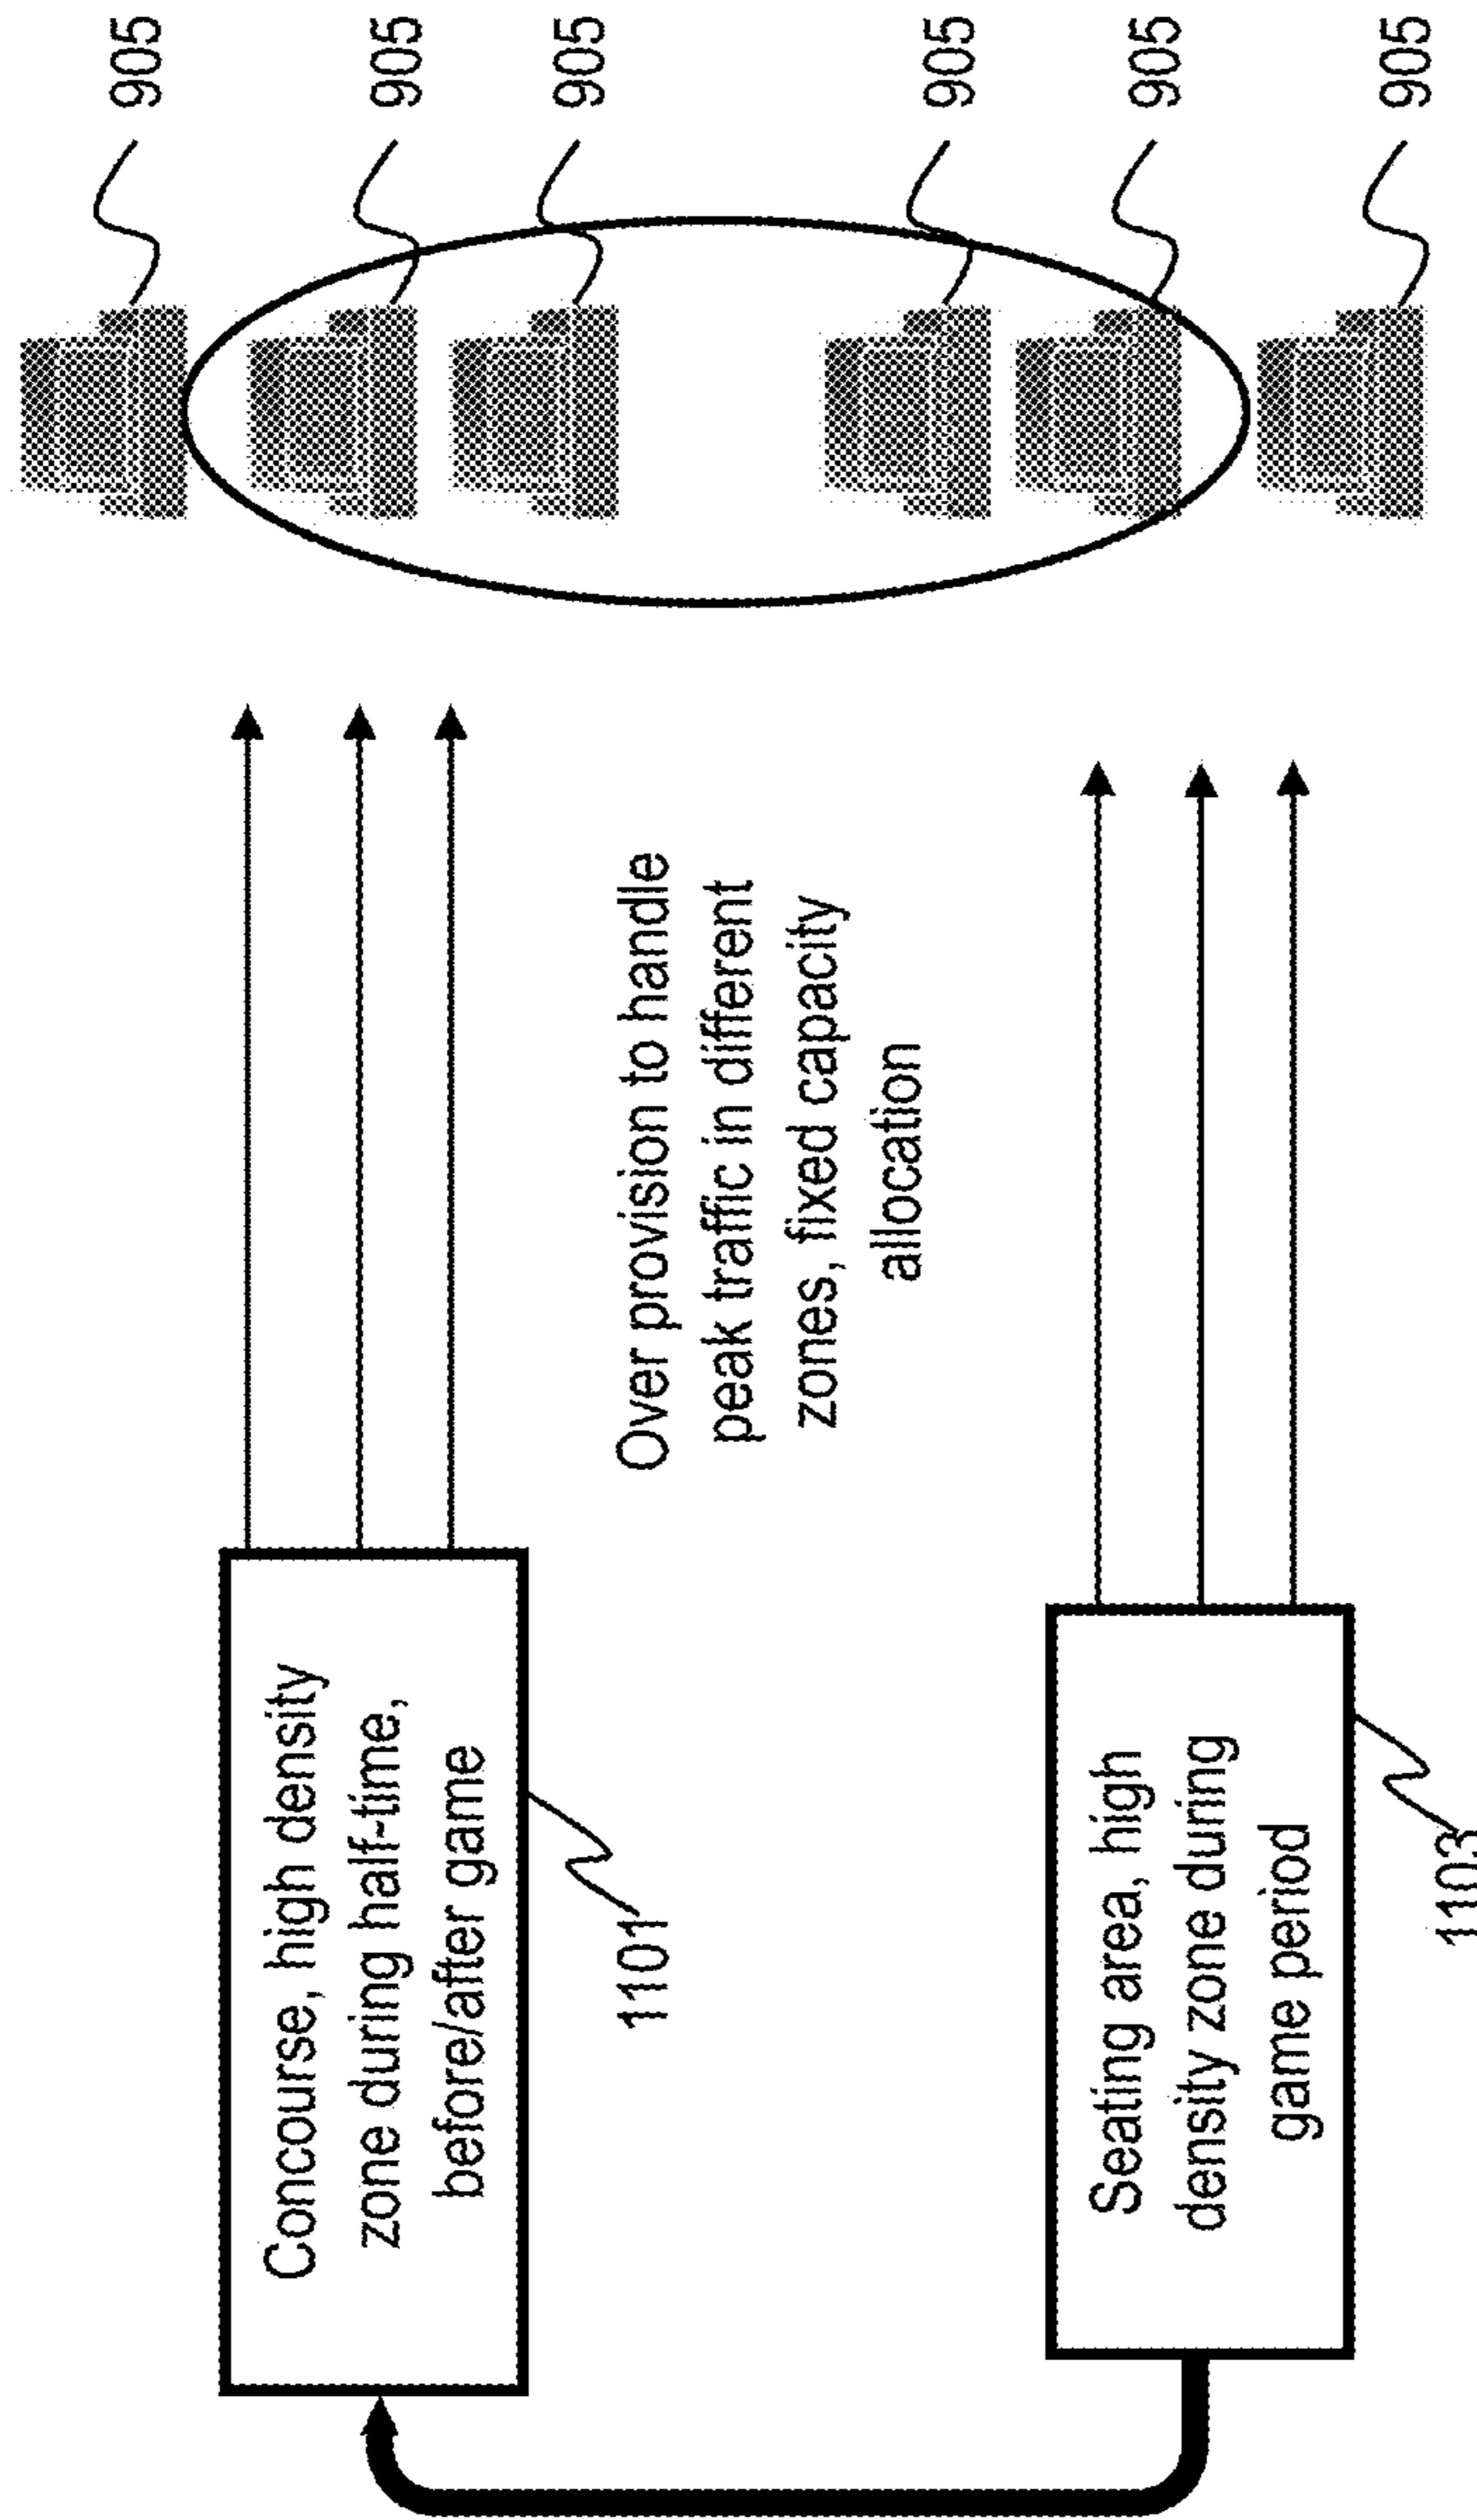 905
905
905
905
905
905
Over provision to handle
peak traffic in different
zones, fixed capacity
allocation
Concourse, high density
zone during half-time,
before/after game
1101
Seating area, high
density zone during
game period
1103